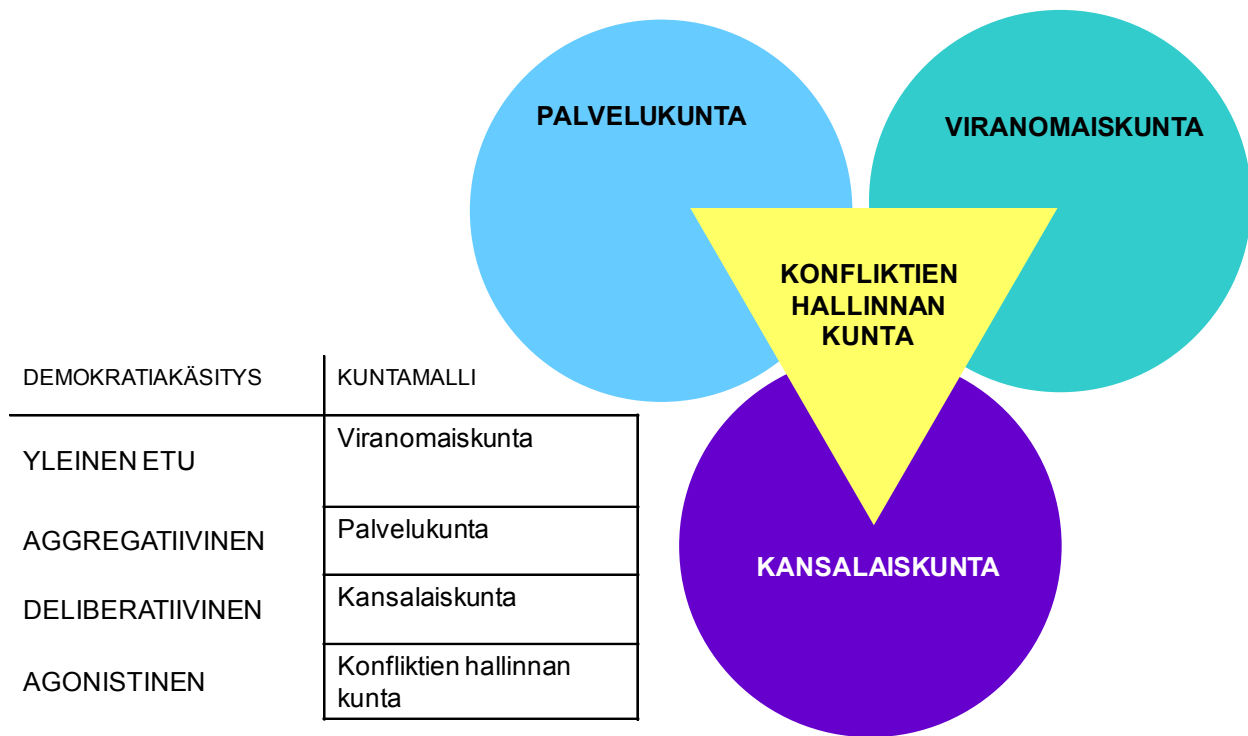 PALVELUKUNTA
VIRANOMAISKUNTA
KONFLIKTIEN
HALLINNAN
KUNTA
KANSALAISKUNTA
DEMOKRATIAKÄSITYS KUNTAMALLI
YLEINEN ETU Viranomaiskunta
AGGREGATIIVINEN Palvelukunta
DELIBERATIIVINEN Kansalaiskunta
AGONISTINEN Konfliktien hallinnan
kunta